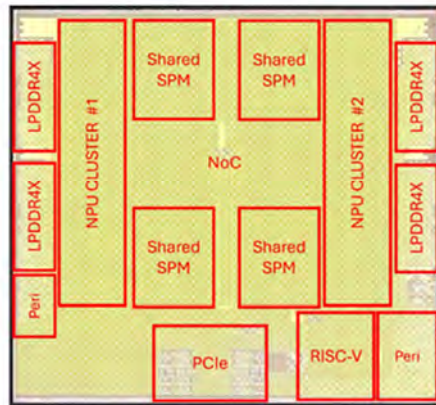 LPDDR4X
NPU CLUSTER #1
Shared
SPM
Shared
SPM
NPU CLUSTER #2
LPDDR4X
NoC
LPDDR4X
Shared
SPM
Shared
SPM
LPDDR4X
Peri
PCIe
RISC-V
Peri